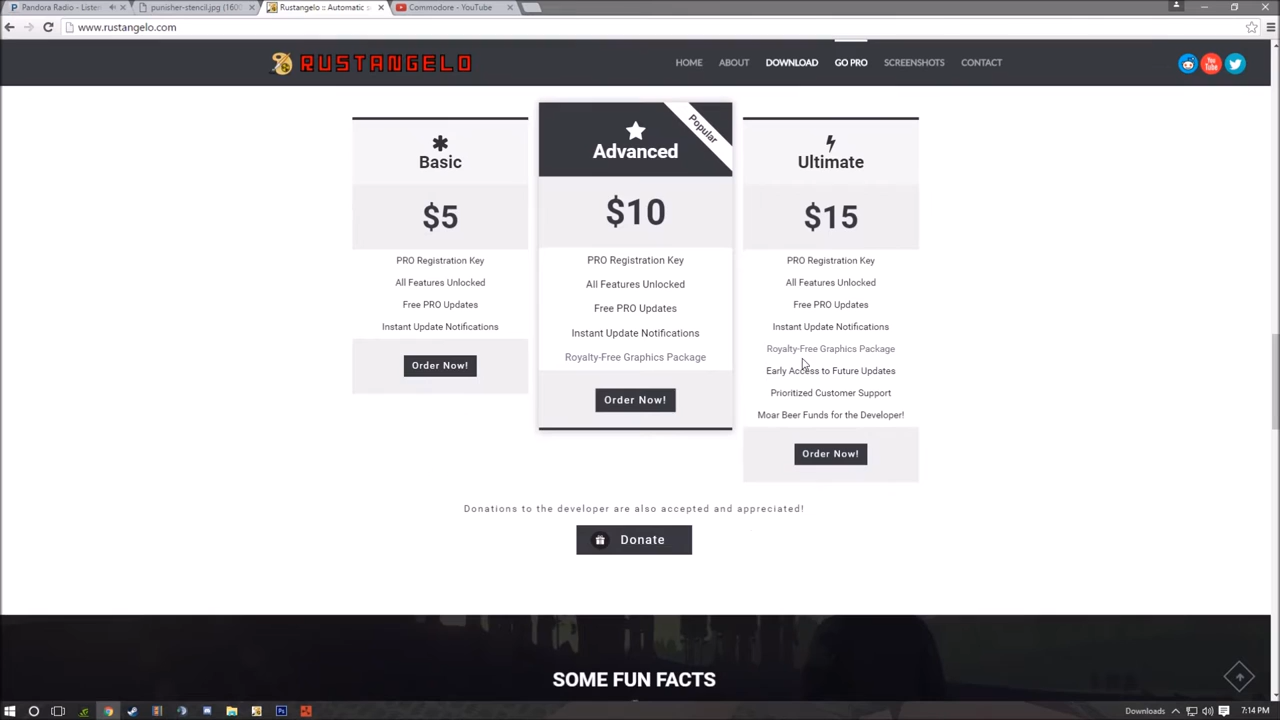 Pandora Radio - Listen
punisher-stencil.jpg (1600
Rustangelo :: Automatic s
Commodore - YouTube
www.rustangelo.com
RUSTANGELO
HOME
ABOUT
DOWNLOAD
GO PRO
SCREENSHOTS
CONTACT
You
Tube
Basic
$5
PRO Registration Key
All Features Unlocked
Free PRO Updates
Instant Update Notifications
Order Now!
Popular
Advanced
$10
PRO Registration Key
All Features Unlocked
Free PRO Updates
Instant Update Notifications
Royalty-Free Graphics Package
Order Now!
Ultimate
$15
PRO Registration Key
All Features Unlocked
Free PRO Updates
Instant Update Notifications
Royalty-Free Graphics Package
Early Access to Future Updates
Prioritized Customer Support
Moar Beer Funds for the Developer!
Order Now!
Donations to the developer are also accepted and appreciated!
Donate
SOME FUN FACTS
Ps
Downloads
7:14 PM